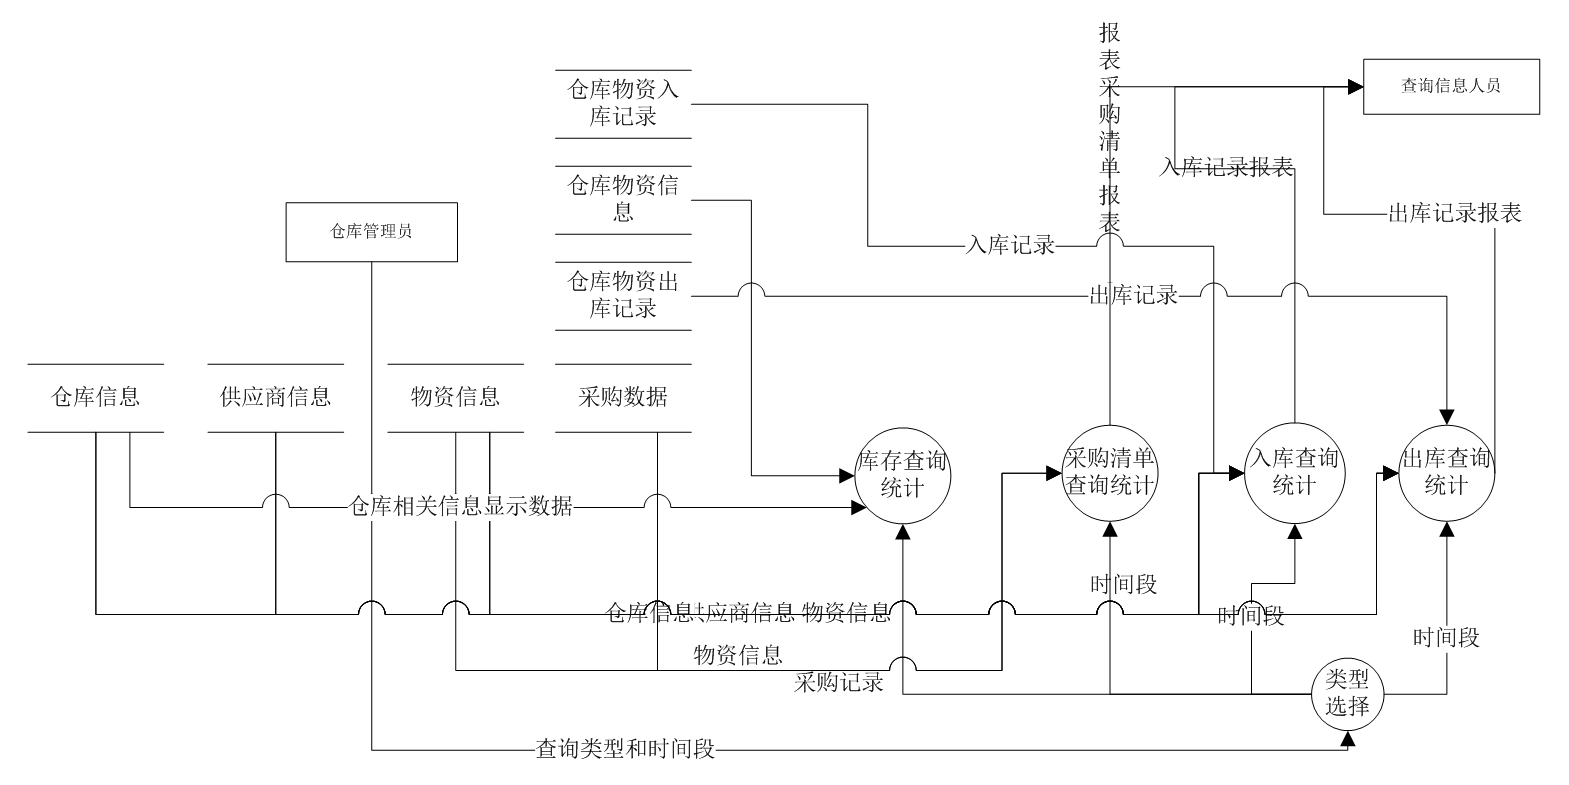 报
表
采
购
清
单
报
表
仓库物资入
库记录
查询信息人员
入库记录报表
仓库物资信
息
出库记录报表
仓库管理员
入库记录
仓库物资出
库记录
出库记录
仓库信息
供应商信息
物资信息
采购数据
库存查询
统计
采购清单
查询统计
入库查询
统计
出库查询
统计
仓库相关信息显示数据
时间段
仓库信息
应商信息
物资信息
时间段
时间段
物资信息
采购记录
类型
选择
查询类型和时间段